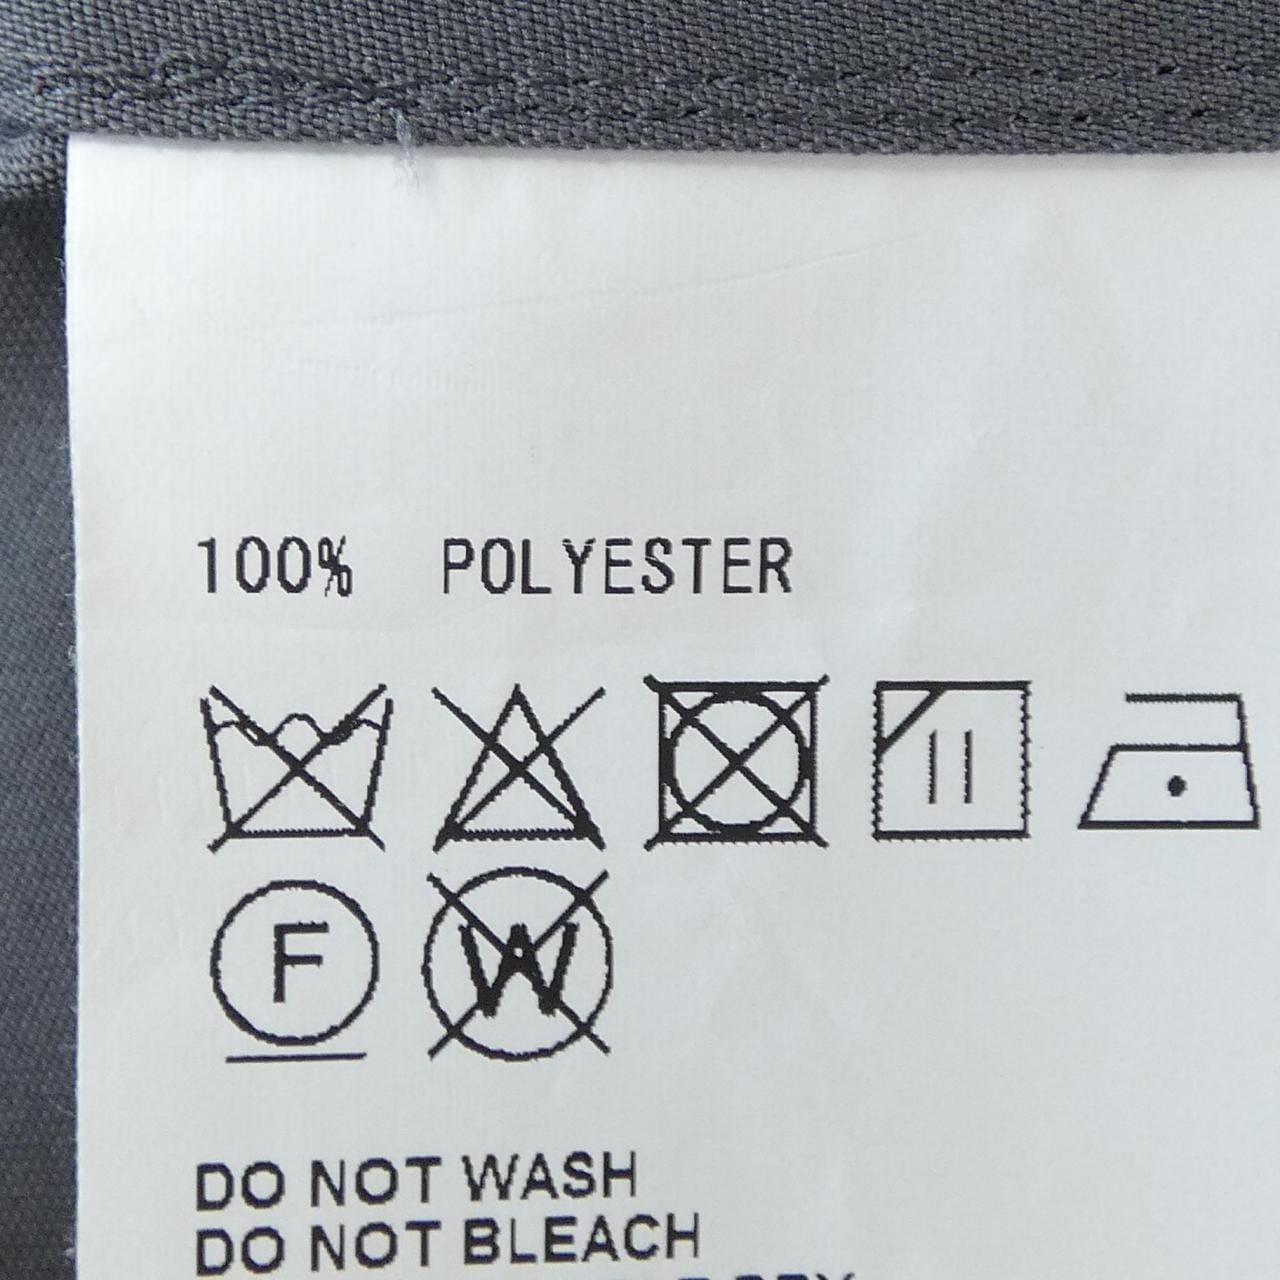 100% POLYESTER
F W
DO NOT WASH
DO NOT BLEACH